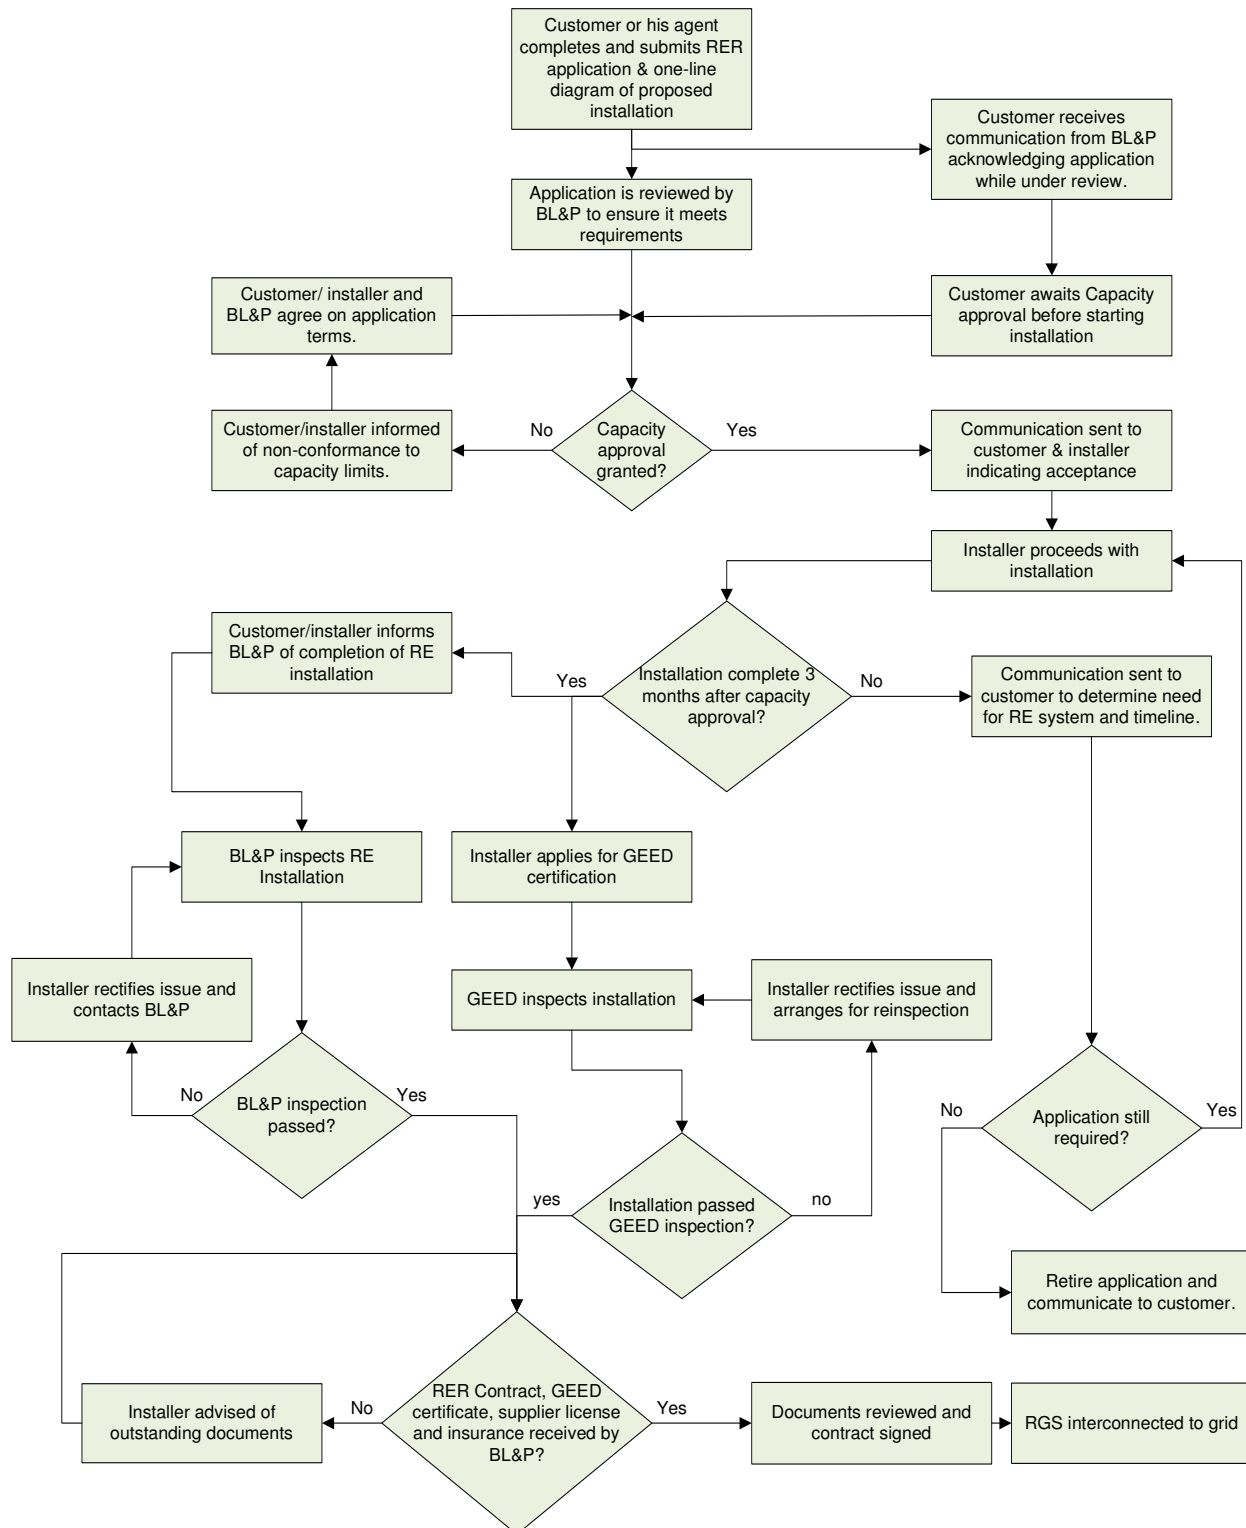 Customer or his agent
completes and submits RER
application & one-line
diagram of proposed
installation
Customer receives
communication from BL&P
acknowledging application
while under review.
Application is reviewed by
BL&P to ensure it meets
requirements
Customer/ installer and
BL&P agree on application
terms.
Customer awaits Capacity
approval before starting
installation
Customer/installer informed
of non-conformance to
capacity limits.
No
Capacity
approval
granted?
Yes
Communication sent to
customer & installer
indicating acceptance
Installer proceeds with
installation
Customer/installer informs
BL&P of completion of RE
installation
Yes
Installation complete 3
months after capacity
approval?
No
Communication sent to
customer to determine need
for RE system and timeline.
BL&P inspects RE
Installation
Installer applies for GEED
certification
Installer rectifies issue and
contacts BL&P
GEED inspects installation
Installer rectifies issue and
arranges for reinspection
No
BL&P inspection
passed?
Yes
No
Application still
required?
Yes
yes
Installation passed
GEED inspection?
no
Retire application and
communicate to customer.
Installer advised of
outstanding documents
No
RER Contract, GEED
certificate, supplier license
and insurance received by
BL&P?
Yes
Documents reviewed and
contract signed
RGS interconnected to grid